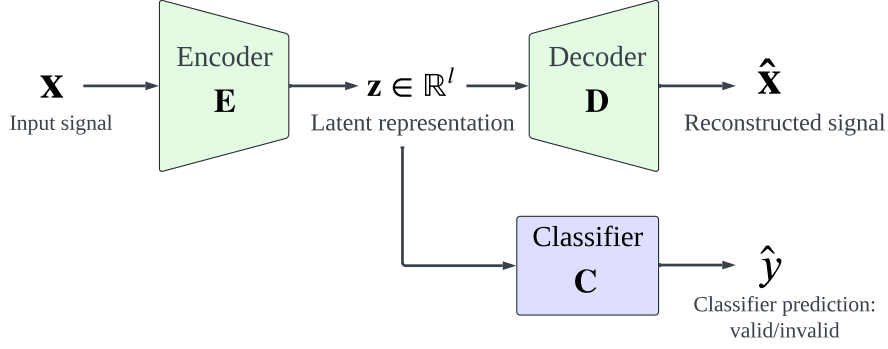 Encoder
E
x
Input signal
z ∈ ℝ^l
Latent representation
Decoder
D
x̂
Reconstructed signal
Classifier
C
ŷ
Classifier prediction:
valid/invalid